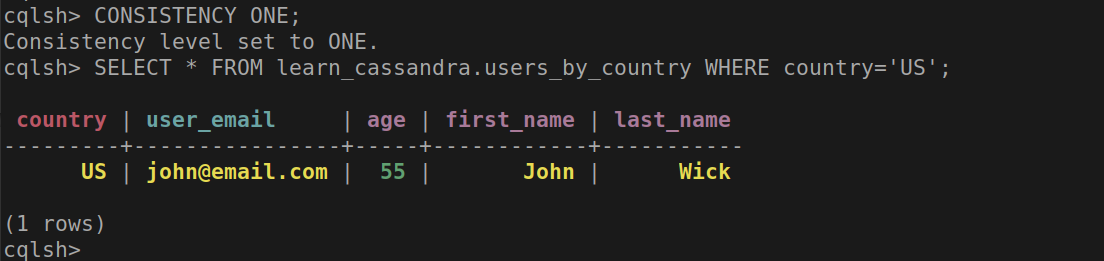 cqlsh> CONSISTENCY ONE;
Consistency level set to ONE.
cqlsh> SELECT * FROM learn_cassandra.users_by_country WHERE country='US';

 country | user_email     | age | first_name | last_name
---------+----------------+-----+------------+-----------
      US | john@email.com |  55 |       John |      Wick

(1 rows)
cqlsh>